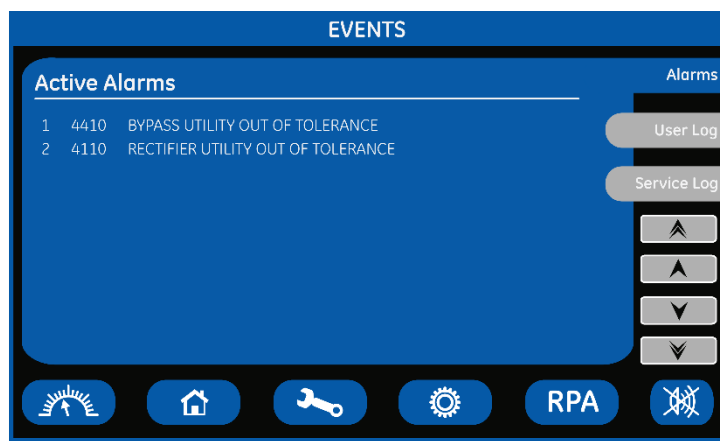 EVENTS
Active Alarms
Alarms
1 4410 BYPASS UTILITY OUT OF TOLERANCE
2 4110 RECTIFIER UTILITY OUT OF TOLERANCE
User Log
Service Log
RPA